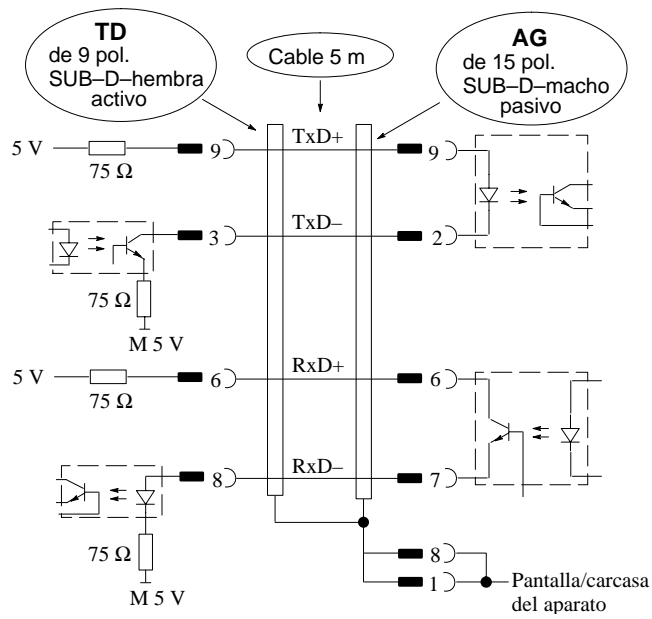 TD
de 9 pol.
SUB–D–hembra
activo
Cable 5 m
AG
de 15 pol.
SUB–D–macho
pasivo
5 V
75 Ω
9
TxD+
9
3
TxD–
2
75 Ω
M 5 V
5 V
75 Ω
6
RxD+
6
8
RxD–
7
75 Ω
M 5 V
8
1
Pantalla/carcasa
del aparato